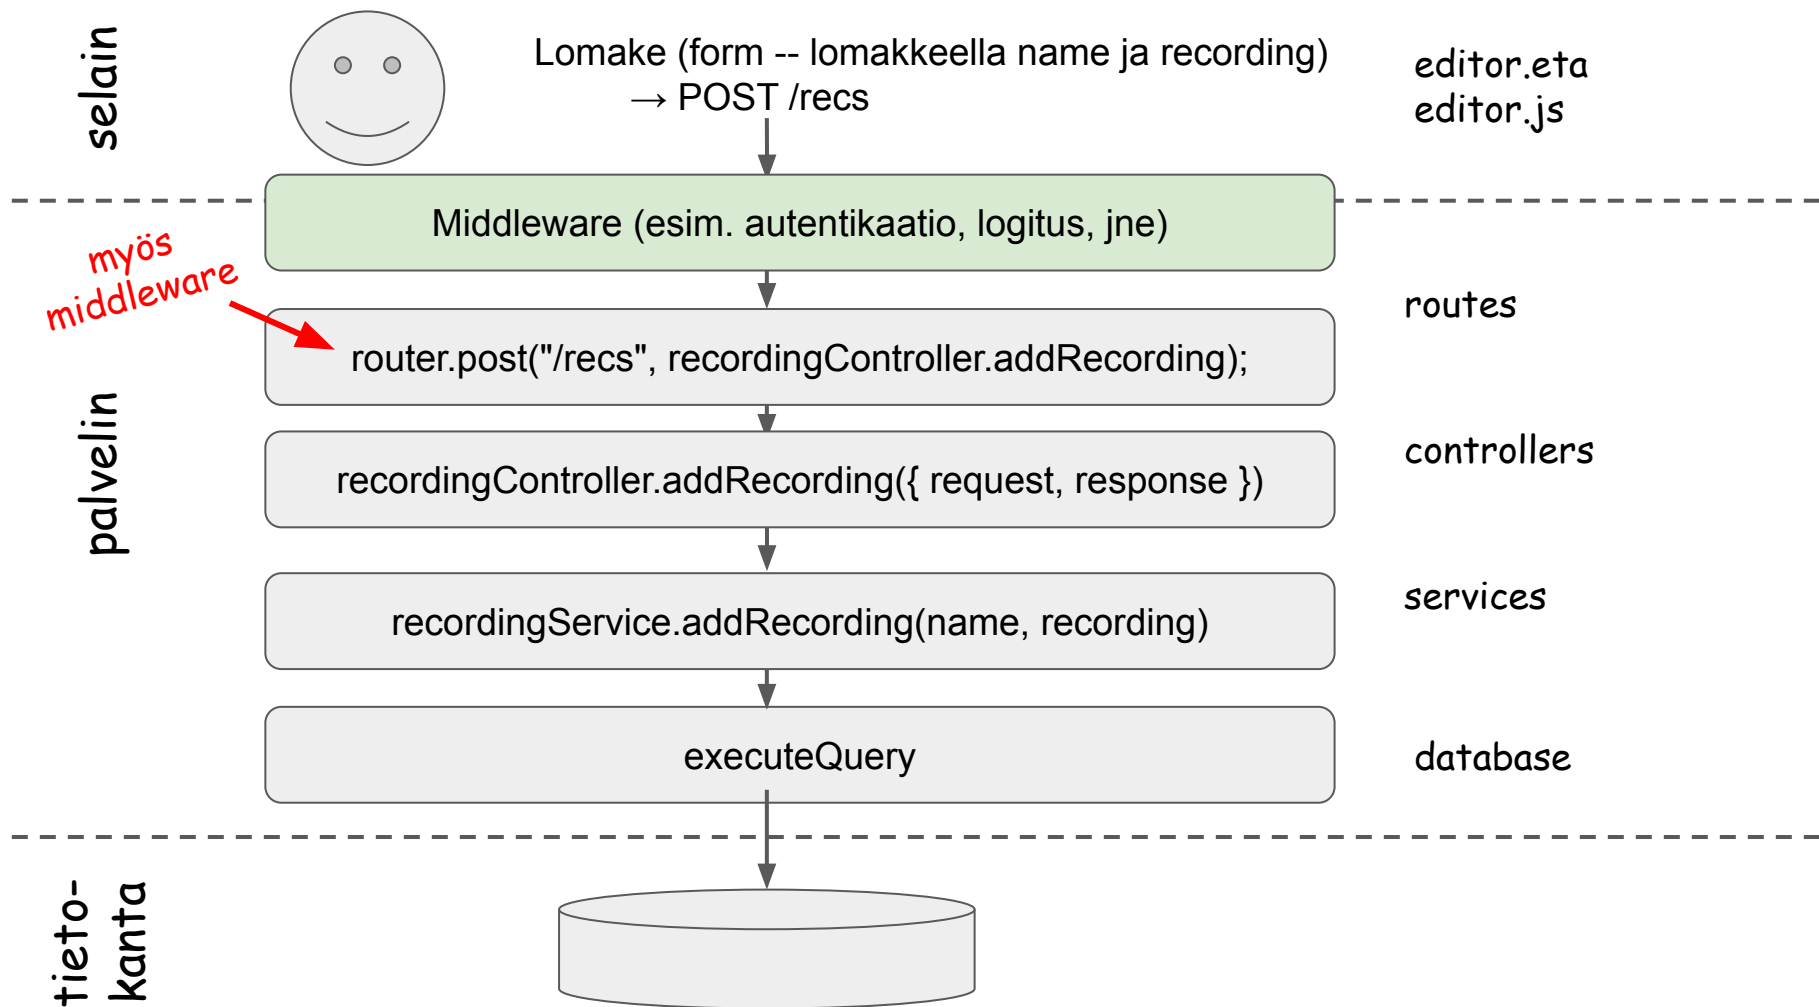 selain
Lomake (form -- lomakkeella name ja recording)
→ POST /recs
editor.eta
editor.js
Middleware (esim. autentikaatio, logitus, jne)
myös
middleware
routes
router.post("/recs", recordingController.addRecording);
palvelin
controllers
recordingController.addRecording({ request, response })
services
recordingService.addRecording(name, recording)
executeQuery
database
tieto-
kanta